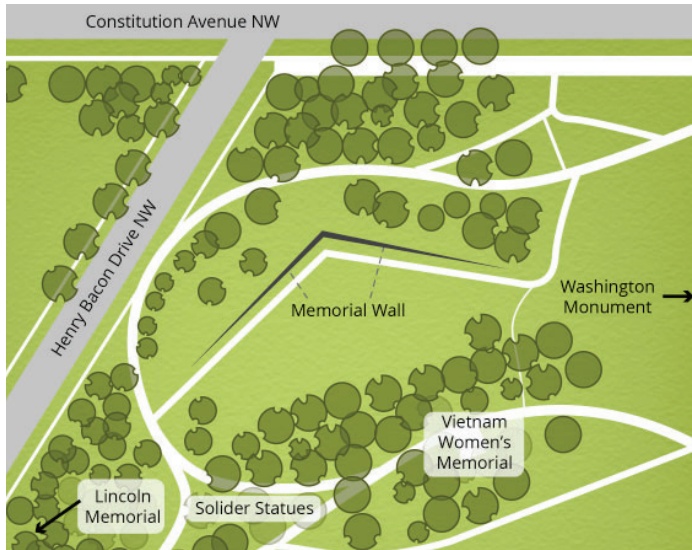 Constitution Avenue NW
Henry Bacon Drive NW
Memorial Wall
Washington
Monument
Vietnam
Women's
Memorial
Lincoln
Memorial
Solider Statues